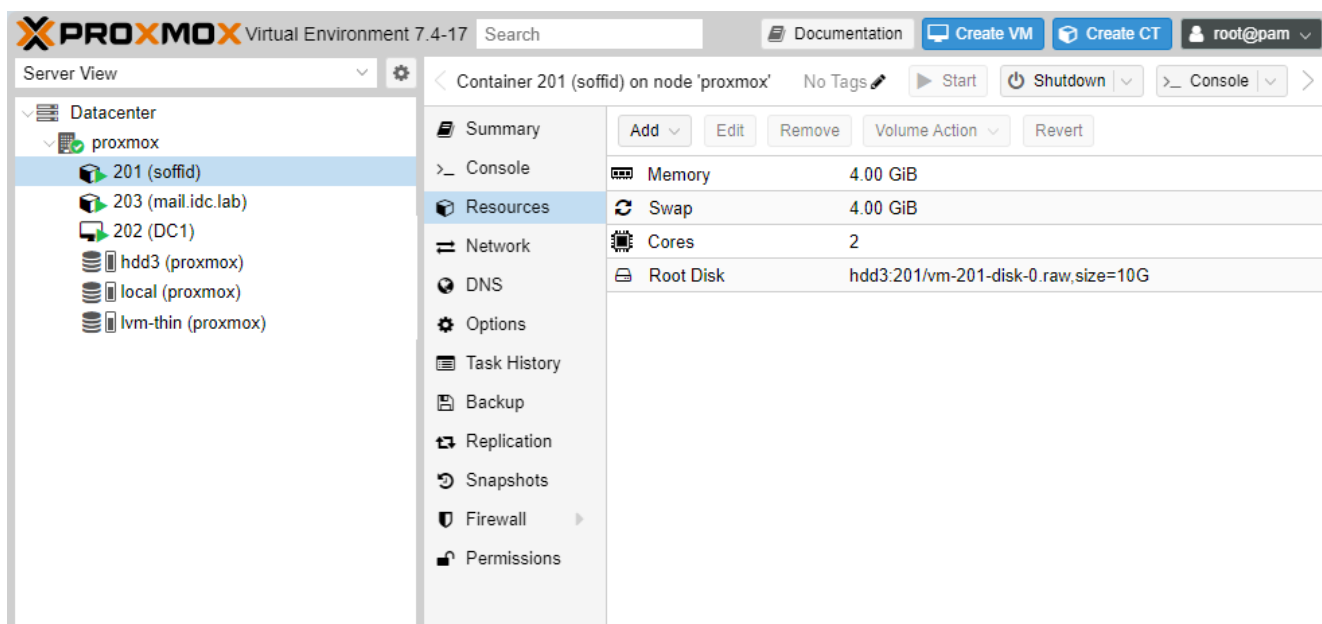 PROXMOX Virtual Environment 7.4-17 Search Documentation Create VM Create CT root@pam
Server View
Container 201 (soffid) on node 'proxmox' No Tags Start Shutdown >_ Console
Datacenter
proxmox
201 (soffid)
203 (mail.idc.lab)
202 (DC1)
hdd3 (proxmox)
local (proxmox)
lvm-thin (proxmox)
Summary
>_ Console
Resources
Network
DNS
Options
Task History
Backup
Replication
Snapshots
Firewall
Permissions
Add Edit Remove Volume Action Revert
Memory 4.00 GiB
Swap 4.00 GiB
Cores 2
Root Disk hdd3:201/vm-201-disk-0.raw,size=10G